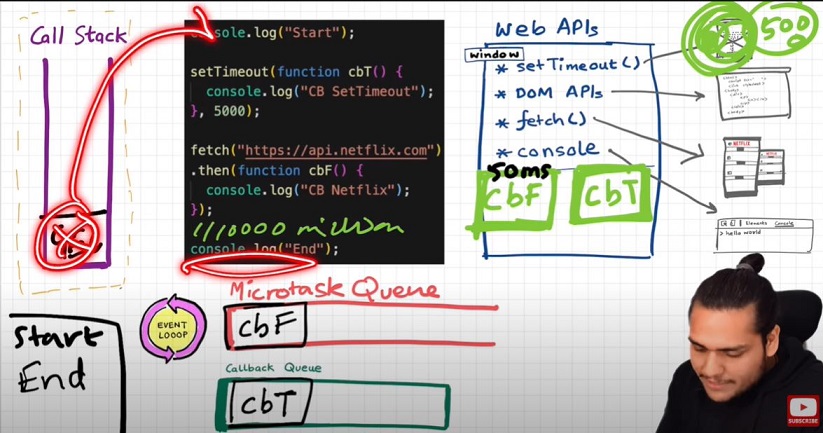 Call Stack
console.log("Start");
setTimeout(function cbT() {
console.log("CB SetTimeout");
}, 5000);
fetch("https://api.netflix.com")
.then(function cbF() {
console.log("CB Netflix");
});
//10000 million
console.log("End");
Web APIs
window
* setTimeout()
* DOM APIs
* fetch()
* console
50ms
cbF
cbT
500
NETFLIX
Elements Console
> hello world
Start
End
EVENT
LOOOP
Microtask Queue
cbF
Callback Queue
cbT
SUBSCRIBE